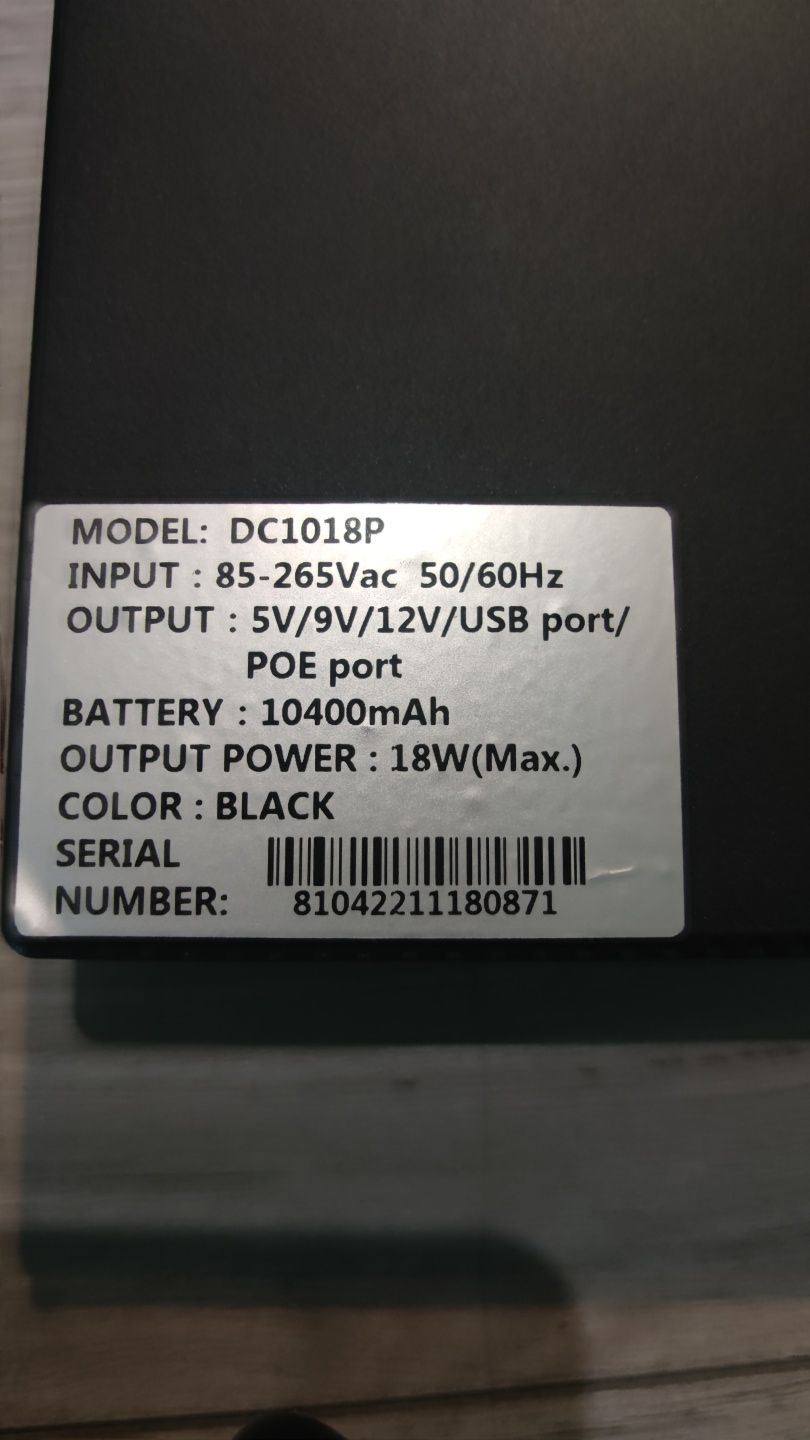 MODEL: DC1018P
INPUT : 85-265Vac 50/60Hz
OUTPUT : 5V/9V/12V/USB port/
POE port
BATTERY : 10400mAh
OUTPUT POWER : 18W(Max.)
COLOR : BLACK
SERIAL
NUMBER: 81042211180871